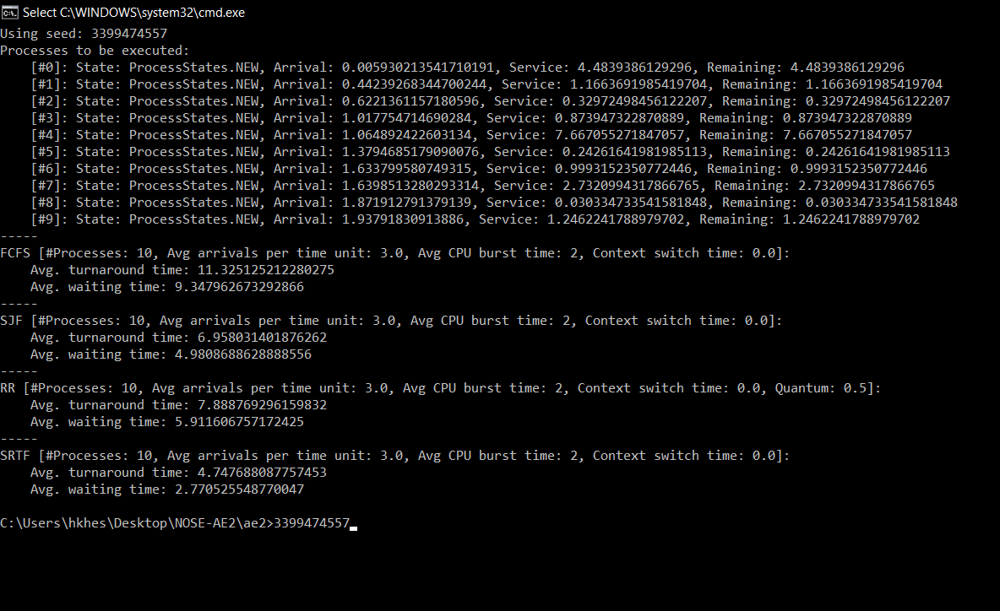 Select C:\WINDOWS\system32\cmd.exe
Using seed: 3399474557
Processes to be executed:
    [#0]: State: ProcessStates.NEW, Arrival: 0.005930213541710191, Service: 4.4839386129296, Remaining: 4.4839386129296
    [#1]: State: ProcessStates.NEW, Arrival: 0.44239268344700244, Service: 1.1663691985419704, Remaining: 1.1663691985419704
    [#2]: State: ProcessStates.NEW, Arrival: 0.6221361157180596, Service: 0.32972498456122207, Remaining: 0.32972498456122207
    [#3]: State: ProcessStates.NEW, Arrival: 1.017754714690284, Service: 0.873947322870889, Remaining: 0.873947322870889
    [#4]: State: ProcessStates.NEW, Arrival: 1.064892422603134, Service: 7.667055271847057, Remaining: 7.667055271847057
    [#5]: State: ProcessStates.NEW, Arrival: 1.3794685179090076, Service: 0.24261641981985113, Remaining: 0.24261641981985113
    [#6]: State: ProcessStates.NEW, Arrival: 1.633799580749315, Service: 0.9993152350772446, Remaining: 0.9993152350772446
    [#7]: State: ProcessStates.NEW, Arrival: 1.6398513280293314, Service: 2.7320994317866765, Remaining: 2.7320994317866765
    [#8]: State: ProcessStates.NEW, Arrival: 1.871912791379139, Service: 0.030334733541581848, Remaining: 0.030334733541581848
    [#9]: State: ProcessStates.NEW, Arrival: 1.93791830913886, Service: 1.2462241788979702, Remaining: 1.2462241788979702
-----
FCFS [#Processes: 10, Avg arrivals per time unit: 3.0, Avg CPU burst time: 2, Context switch time: 0.0]:
    Avg. turnaround time: 11.325125212280275
    Avg. waiting time: 9.347962673292866
-----
SJF [#Processes: 10, Avg arrivals per time unit: 3.0, Avg CPU burst time: 2, Context switch time: 0.0]:
    Avg. turnaround time: 6.958031401876262
    Avg. waiting time: 4.9808688628888556
-----
RR [#Processes: 10, Avg arrivals per time unit: 3.0, Avg CPU burst time: 2, Context switch time: 0.0, Quantum: 0.5]:
    Avg. turnaround time: 7.888769296159832
    Avg. waiting time: 5.911606757172425
-----
SRTF [#Processes: 10, Avg arrivals per time unit: 3.0, Avg CPU burst time: 2, Context switch time: 0.0]:
    Avg. turnaround time: 4.747688087757453
    Avg. waiting time: 2.770525548770047
C:\Users\hkhes\Desktop\NOSE-AE2\ae2>3399474557